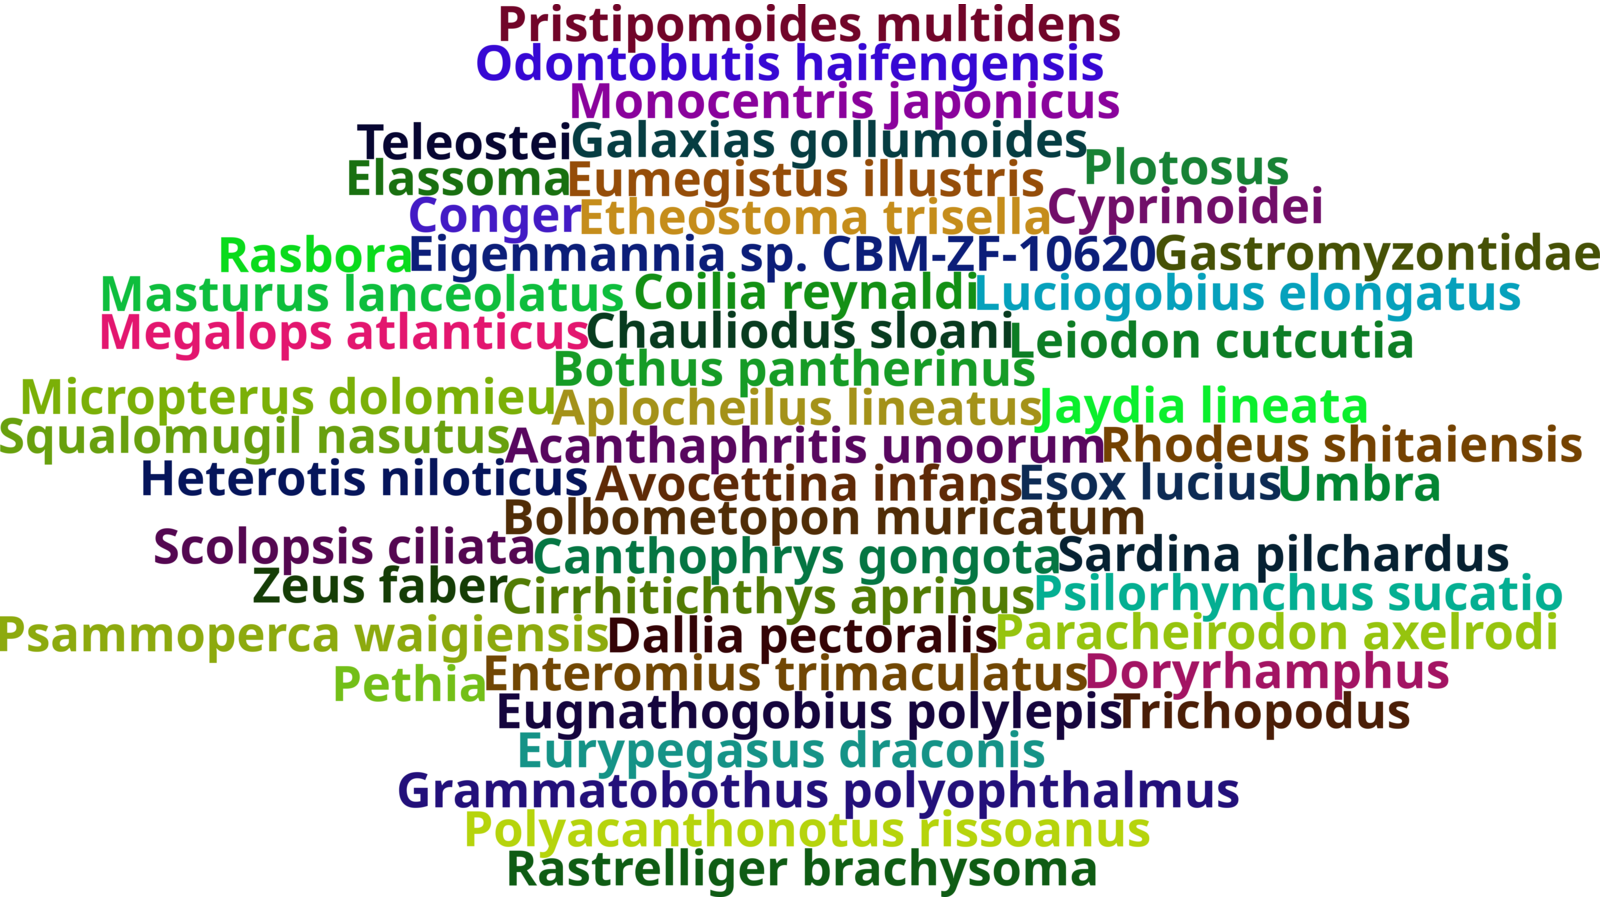 Pristipomoides multidens
Odontobutis haifengensis
Monocentris japonicus
Teleostei Galaxias gollumoides Plotosus
Elassoma Eumegistus illustris
Conger Etheostoma trisella Cyprinoidei
Rasbora Eigenmannia sp. CBM-ZF-10620 Gastromyzontidae
Masturus lanceolatus Coilia reynaldi Luciogobius elongatus
Megalops atlanticus Chauliodus sloani Leiodon cutcutia
Bothus pantherinus
Micropterus dolomieu Aplocheilus lineatus Jaydia lineata
Squalomugil nasutus Acanthaphritis unoorum Rhodeus shitaiensis
Heterotis niloticus Avocettina infans Esox lucius Umbra
Bolbometopon muricatum
Scolopsis ciliata Canthophrys gongota Sardina pilchardus
Zeus faber Cirrhitichthys aprinus Psilorhynchus sucatio
Psammoperca waigiensis Dallia pectoralis Paracheirodon axelrodi
Pethia Enteromius trimaculatus Doryrhamphus
Eugnathogobius polylepis Trichopodus
Eurypegasus draconis
Grammatobothus polyophthalmus
Polyacanthonotus rissoanus
Rastrelliger brachysoma